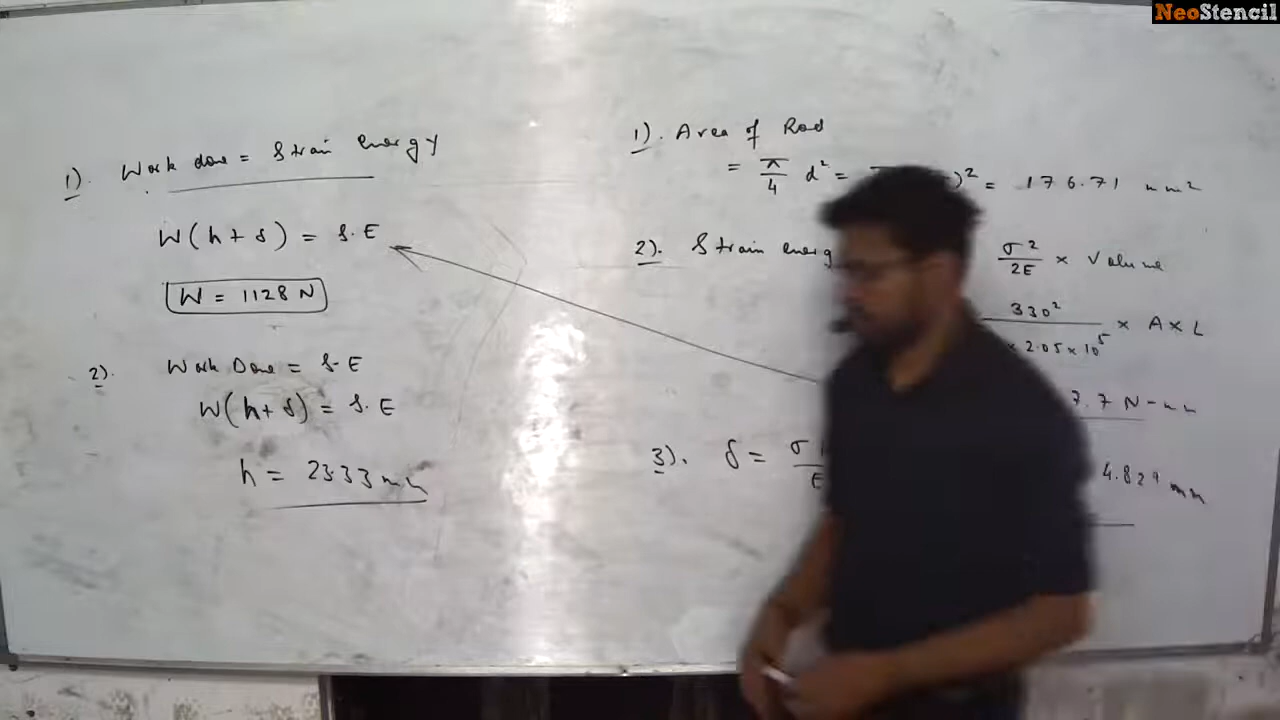 NeoStencil
1). Work done = Strain energy
W(h+δ) = S.E
W = 1128 N
2). Work Done = S.E
W(h+δ) = S.E
h = 2333 mm
1). Area of Rod
= π/4 d² = )² = 176.71 mm²
2). Strain energy σ²/2E × Volume
330²/ × 2.05×10⁵ × A × L
7.7 N-mm
3). δ = σ /E 4.829 mm